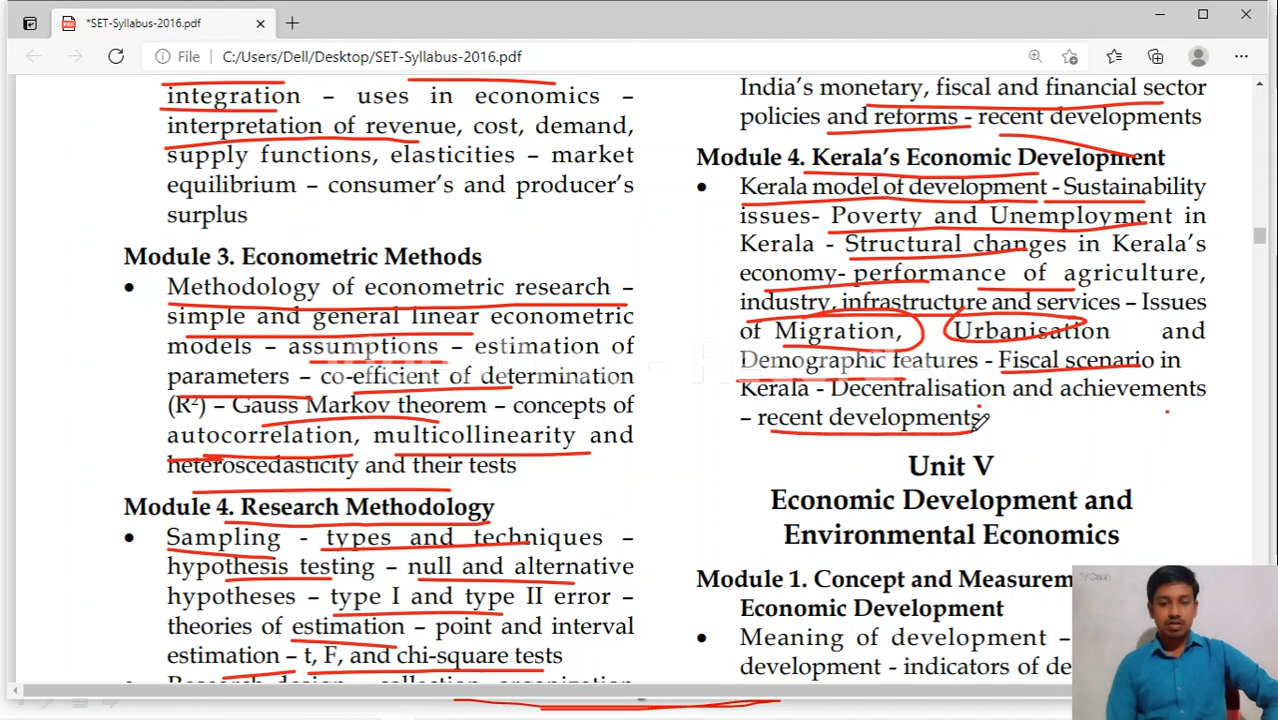 *SET-Syllabus-2016.pdf
File
C:/Users/Dell/Desktop/SET-Syllabus-2016.pdf
integration – uses in economics –
interpretation of revenue, cost, demand,
supply functions, elasticities – market
equilibrium – consumer's and producer's
surplus
Module 3. Econometric Methods
• Methodology of econometric research –
simple and general linear econometric
models – assumptions – estimation of
parameters – co-efficient of determination
(R²) – Gauss Markov theorem – concepts of
autocorrelation, multicollinearity and
heteroscedasticity and their tests
Module 4. Research Methodology
• Sampling - types and techniques –
hypothesis testing – null and alternative
hypotheses – type I and type II error –
theories of estimation – point and interval
estimation – t, F, and chi-square tests
• Research design – collection, organization
India's monetary, fiscal and financial sector
policies and reforms - recent developments
Module 4. Kerala's Economic Development
• Kerala model of development - Sustainability
issues- Poverty and Unemployment in
Kerala - Structural changes in Kerala's
economy- performance of agriculture,
industry, infrastructure and services – Issues
of Migration, Urbanisation and
Demographic features - Fiscal scenario in
Kerala - Decentralisation and achievements
– recent developments
Unit V
Economic Development and
Environmental Economics
Module 1. Concept and Measurem
Economic Development
• Meaning of development –
development - indicators of de